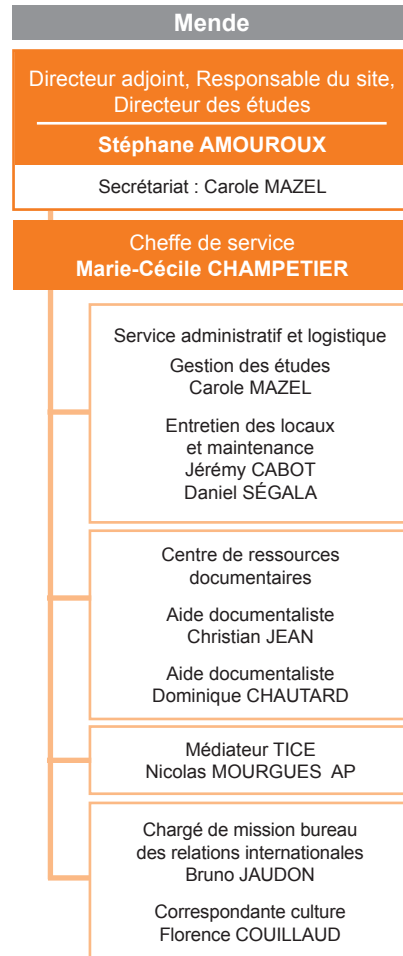 Mende
Directeur adjoint, Responsable du site,
Directeur des études
Stéphane AMOUROUX
Secrétariat : Carole MAZEL
Cheffe de service
Marie-Cécile CHAMPETIER
Service administratif et logistique
Gestion des études
Carole MAZEL
Entretien des locaux
et maintenance
Jérémy CABOT
Daniel SÉGALA
Centre de ressources
documentaires
Aide documentaliste
Christian JEAN
Aide documentaliste
Dominique CHAUTARD
Médiateur TICE
Nicolas MOURGUES AP
Chargé de mission bureau
des relations internationales
Bruno JAUDON
Correspondante culture
Florence COUILLAUD